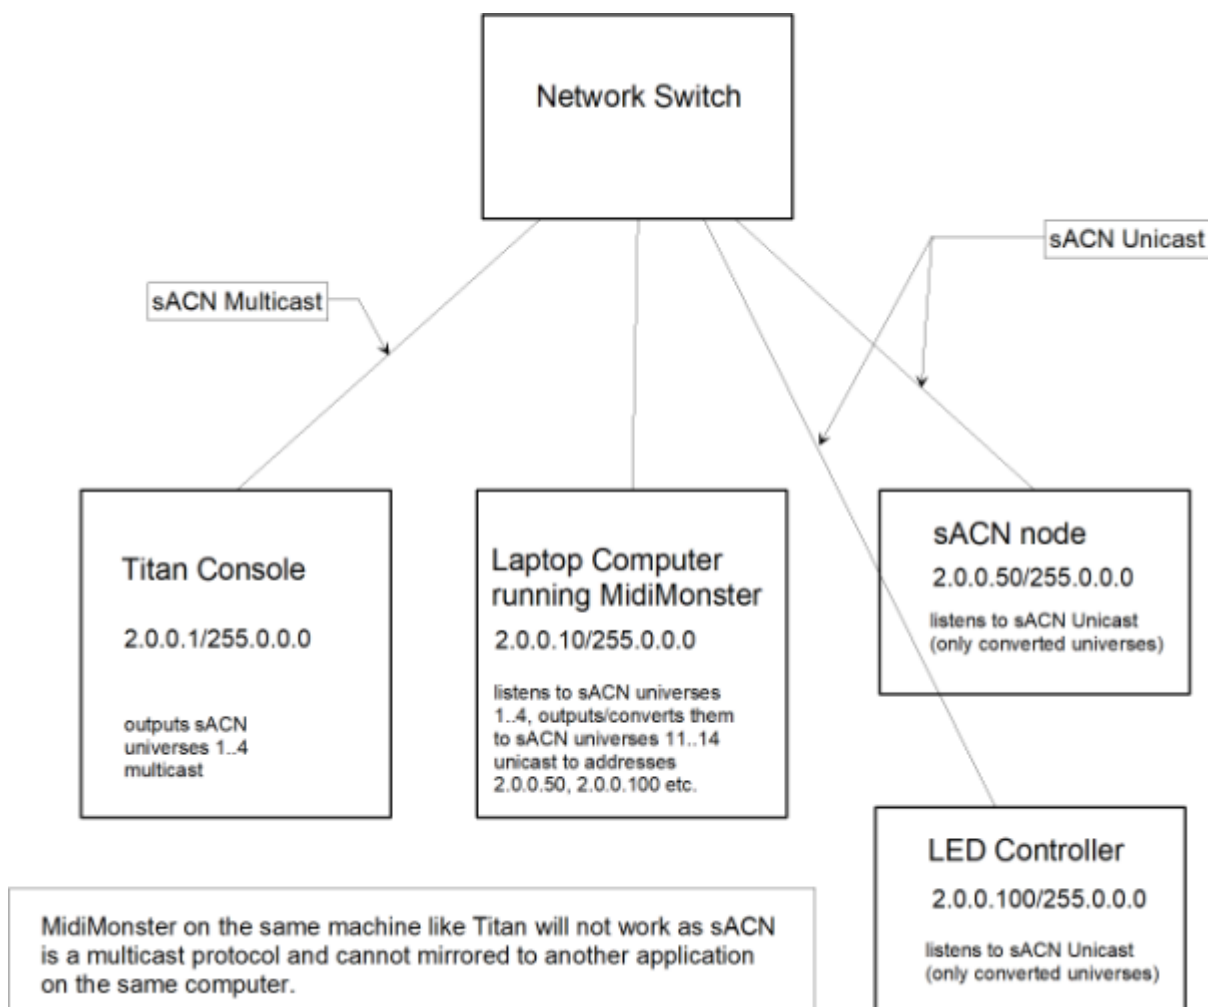 Network Switch
sACN Multicast
sACN Unicast
Titan Console
2.0.0.1/255.0.0.0
outputs sACN
universes 1..4
multicast
Laptop Computer
running MidiMonster
2.0.0.10/255.0.0.0
listens to sACN universes
1..4, outputs/converts them
to sACN universes 11..14
unicast to addresses
2.0.0.50, 2.0.0.100 etc.
sACN node
2.0.0.50/255.0.0.0
listens to sACN Unicast
(only converted universes)
LED Controller
2.0.0.100/255.0.0.0
listens to sACN Unicast
(only converted universes)
MidiMonster on the same machine like Titan will not work as sACN
is a multicast protocol and cannot mirrored to another application
on the same computer.